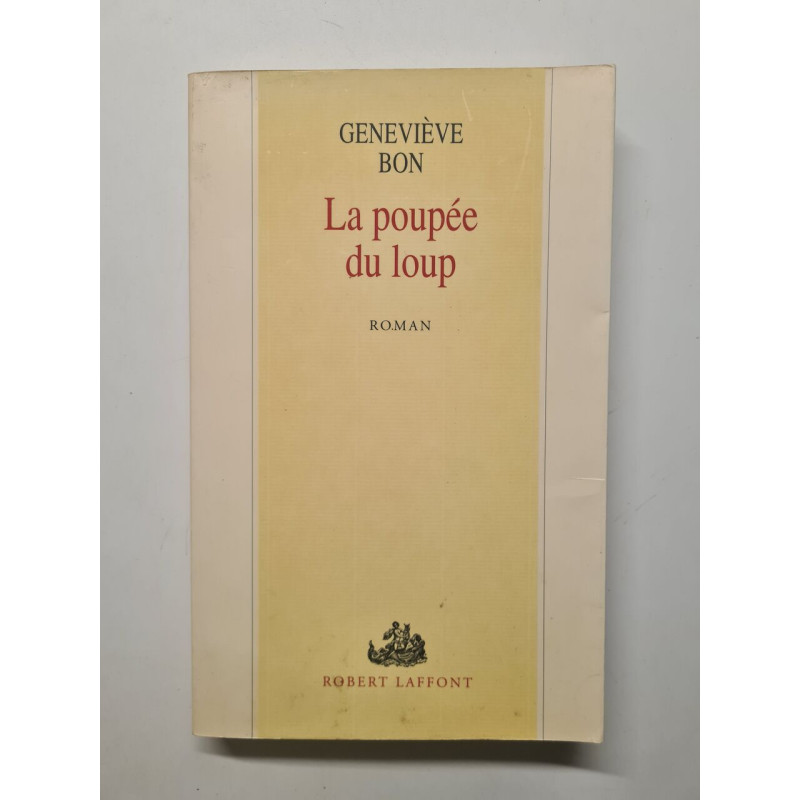 GENEVIÈVE
BON
La poupée
du loup
ROMAN
ROBERT LAFFONT